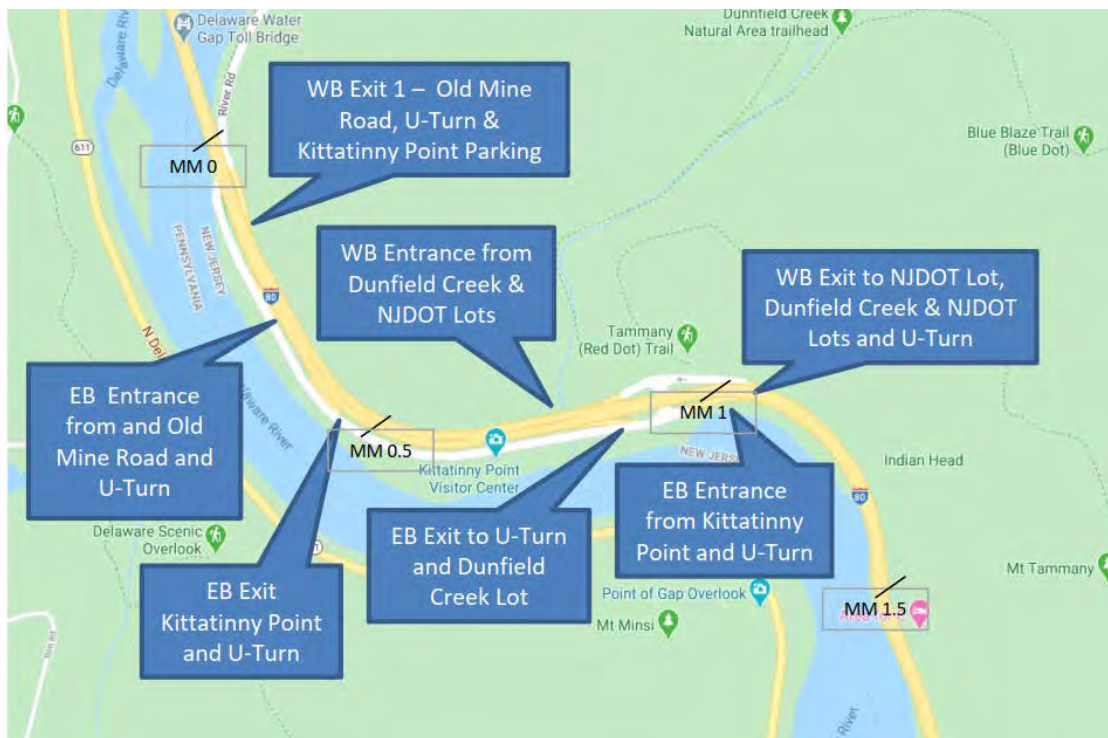 Delaware Water
Gap Toll Bridge
Dunnfield Creek
Natural Area trailhead
Delaware River
River Rd
WB Exit 1 – Old Mine
Road, U-Turn &
Kittatinny Point Parking
Blue Blaze Trail
(Blue Dot)
611
MM 0
PENNSYLVANIA
NEW JERSEY
WB Entrance from
Dunfield Creek &
NJDOT Lots
WB Exit to NJDOT Lot,
Dunfield Creek & NJDOT
Lots and U-Turn
80
Tammany
(Red Dot) Trail
N Del
EB Entrance
from and Old
Mine Road and
U-Turn
elaware River
MM 0.5
MM 1
Kittatinny Point
Visitor Center
NEW JERSEY
Indian Head
80
EB Exit to U-Turn
and Dunfield
Creek Lot
EB Entrance
from Kittatinny
Point and U-Turn
Delaware Scenic
Overlook
EB Exit
Kittatinny Point
and U-Turn
Point of Gap Overlook
Mt Minsi
Mt Tammany
MM 1.5
River